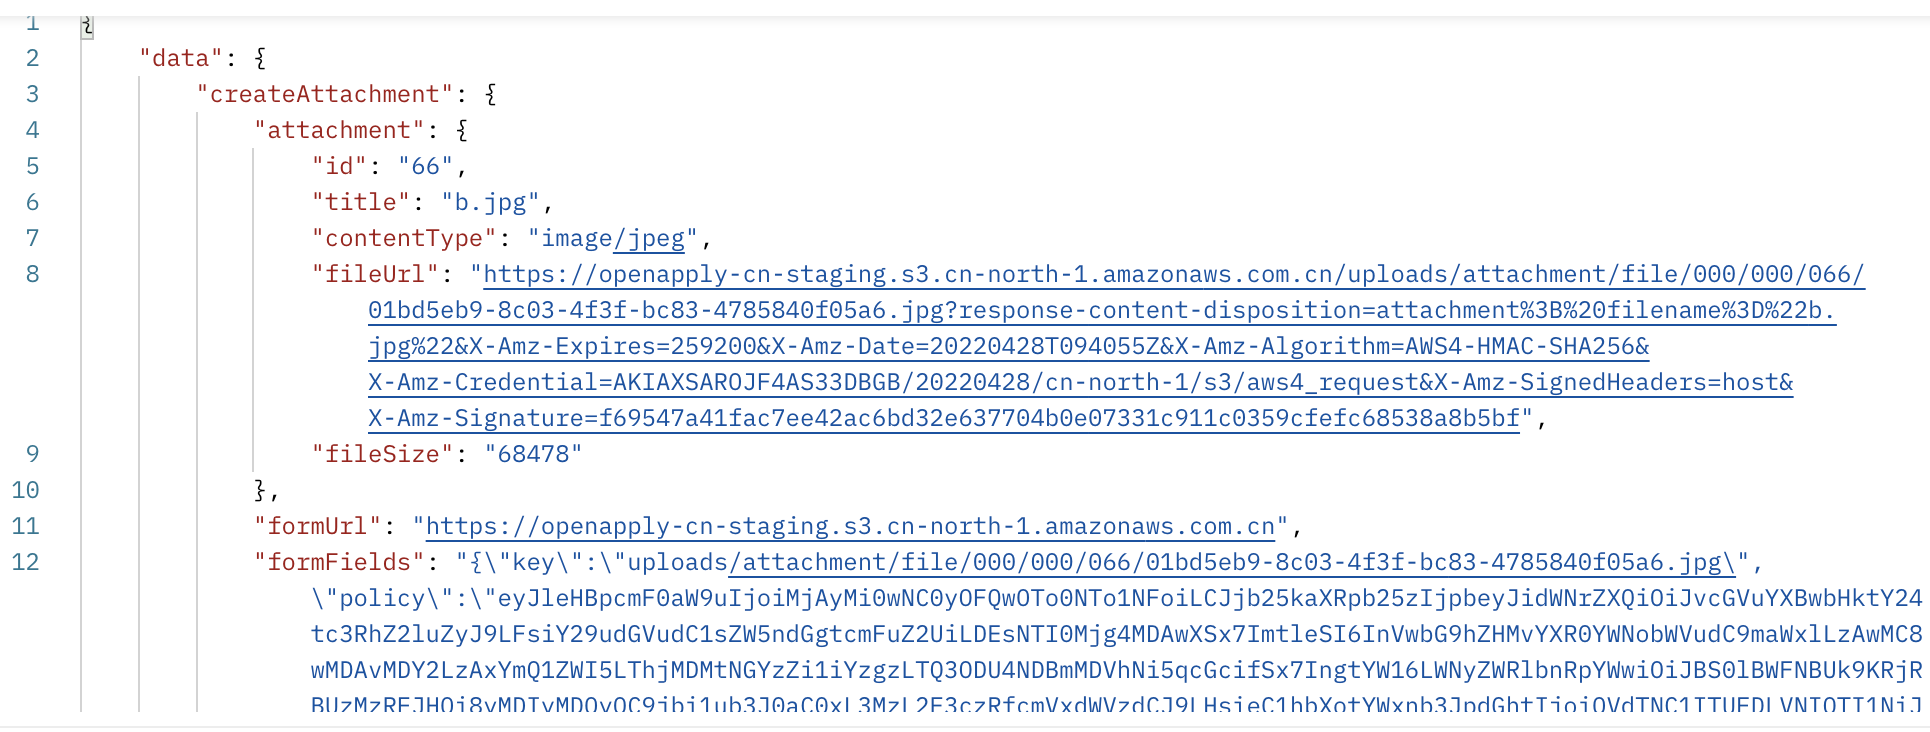 1 {
2 "data": {
3 "createAttachment": {
4 "attachment": {
5 "id": "66",
6 "title": "b.jpg",
7 "contentType": "image/jpeg",
8 "fileUrl": "https://openapply-cn-staging.s3.cn-north-1.amazonaws.com.cn/uploads/attachment/file/000/000/066/
01bd5eb9-8c03-4f3f-bc83-4785840f05a6.jpg?response-content-disposition=attachment%3B%20filename%3D%22b.
jpg%22&X-Amz-Expires=259200&X-Amz-Date=20220428T094055Z&X-Amz-Algorithm=AWS4-HMAC-SHA256&
X-Amz-Credential=AKIAXSAROJF4AS33DBGB/20220428/cn-north-1/s3/aws4_request&X-Amz-SignedHeaders=host&
X-Amz-Signature=f69547a41fac7ee42ac6bd32e637704b0e07331c911c0359cfefc68538a8b5bf",
9 "fileSize": "68478"
10 },
11 "formUrl": "https://openapply-cn-staging.s3.cn-north-1.amazonaws.com.cn",
12 "formFields": "{\"key\":\"uploads/attachment/file/000/000/066/01bd5eb9-8c03-4f3f-bc83-4785840f05a6.jpg\",
\"policy\":\"eyJleHBpcmF0aW9uIjoiMjAyMi0wNC0yOFQwOTo0NTo1NFoiLCJjb25kaXRpb25zIjpbeyJidWNrZXQiOiJvcGVuYXBwbHktY24
tc3RhZ2luZyJ9LFsiY29udGVudC1sZW5ndGgtcmFuZ2UiLDEsNTI0Mjg4MDAwXSx7ImtleSI6InVwbG9hZHMvYXR0YWNobWVudC9maWxlLzAwMC8
wMDAvMDY2LzAxYmQ1ZWI5LThjMDMtNGYzZi1iYzgzLTQ3ODU4NDBmMDVhNi5qcGcifSx7IngtYW16LWNyZWRlbnRpYWwiOiJBS0lBWFNBUk9KRjR